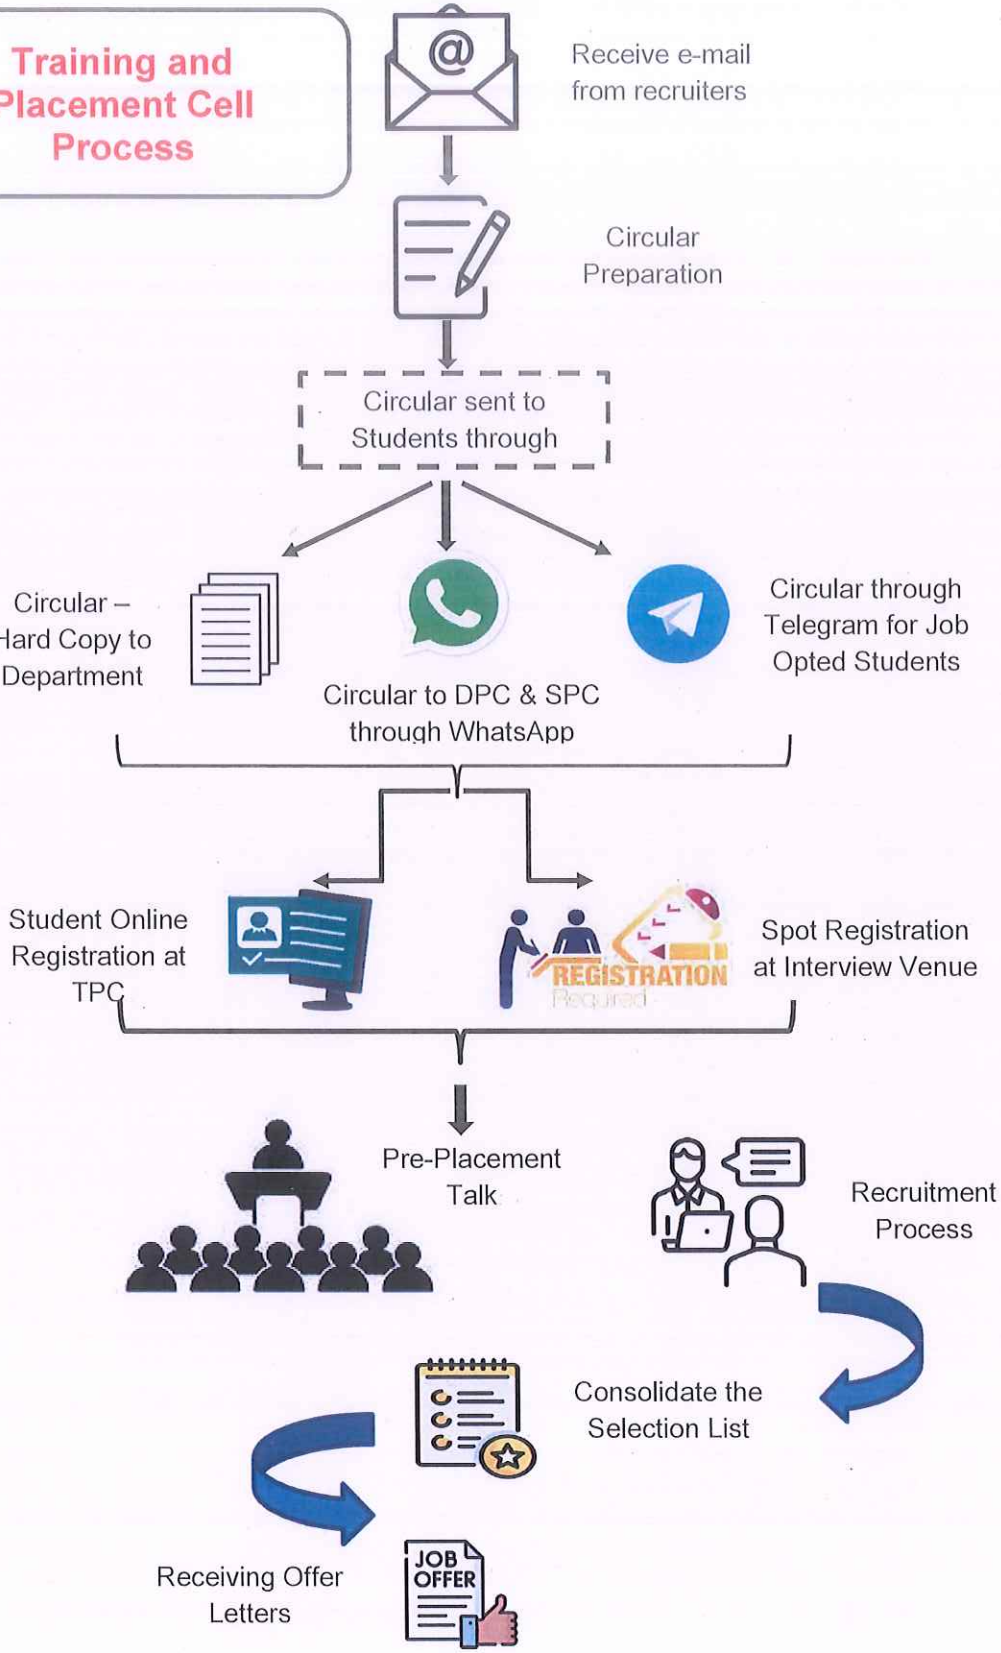 Training and
Placement Cell
Process
Receive e-mail
from recruiters
Circular
Preparation
Circular sent to
Students through
Circular –
Hard Copy to
Department
Circular to DPC & SPC
through WhatsApp
Circular through
Telegram for Job
Opted Students
Student Online
Registration at
TPC
REGISTRATION
Required
Spot Registration
at Interview Venue
Pre-Placement
Talk
Recruitment
Process
Consolidate the
Selection List
Receiving Offer
Letters
JOB
OFFER